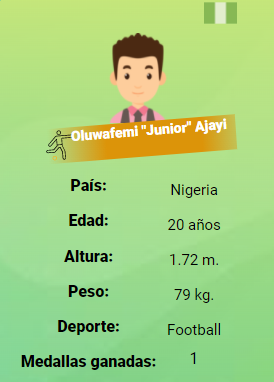 Oluwafemi "Junior" Ajayi
País: Nigeria
Edad: 20 años
Altura: 1.72 m.
Peso: 79 kg.
Deporte: Football
Medallas ganadas: 1